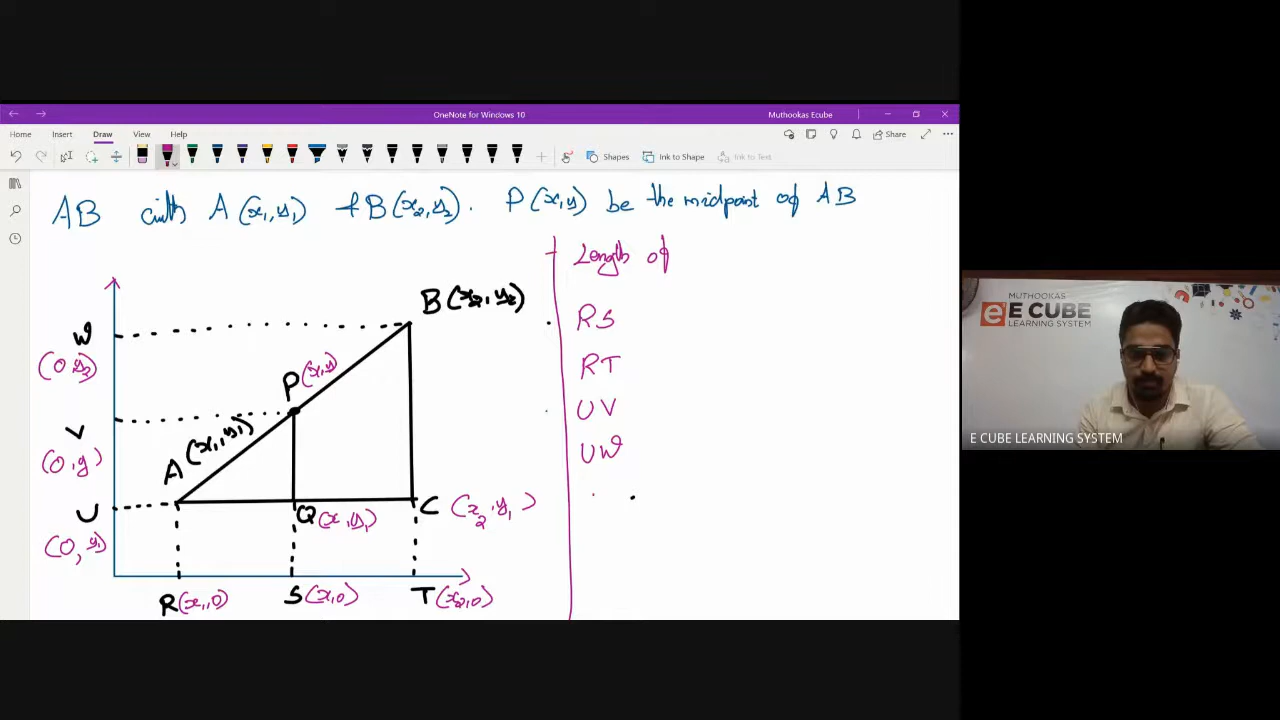 OneNote for Windows 10
Muthookas Ecube
Home Insert Draw View Help
Share
Shapes Ink to Shape Ink to Text
AB with A(x₁,y₁) & B(x₂,y₂). P(x,y) be the midpoint of AB
Length of
B(x₂,y₂)
RS
W
(0,y₂)
P(x,y)
RT
UV
V
A(x₁,y₁)
(0,y)
UW
U
Q(x,y₁)
C(x₂,y₁)
(0,y₁)
R(x₁,0)
S(x,0)
T(x₂,0)
MUTHOOKAS
e E CUBE
LEARNING SYSTEM
E CUBE LEARNING SYSTEM